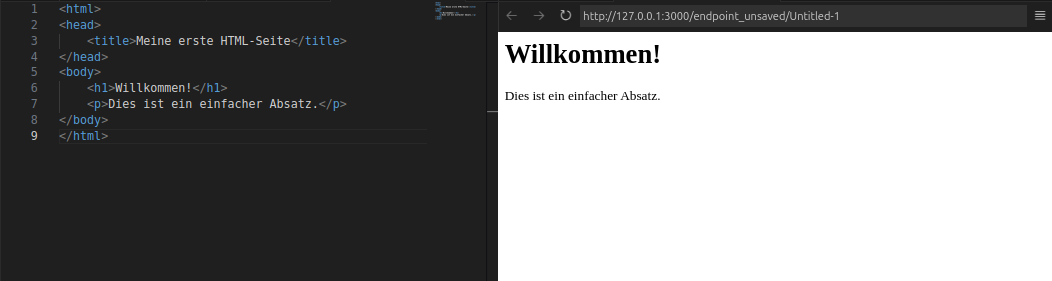 1 <html>
2 <head>
3     <title>Meine erste HTML-Seite</title>
4 </head>
5 <body>
6     <h1>Willkommen!</h1>
7     <p>Dies ist ein einfacher Absatz.</p>
8 </body>
9 </html>
http://127.0.0.1:3000/endpoint_unsaved/Untitled-1
Willkommen!
Dies ist ein einfacher Absatz.